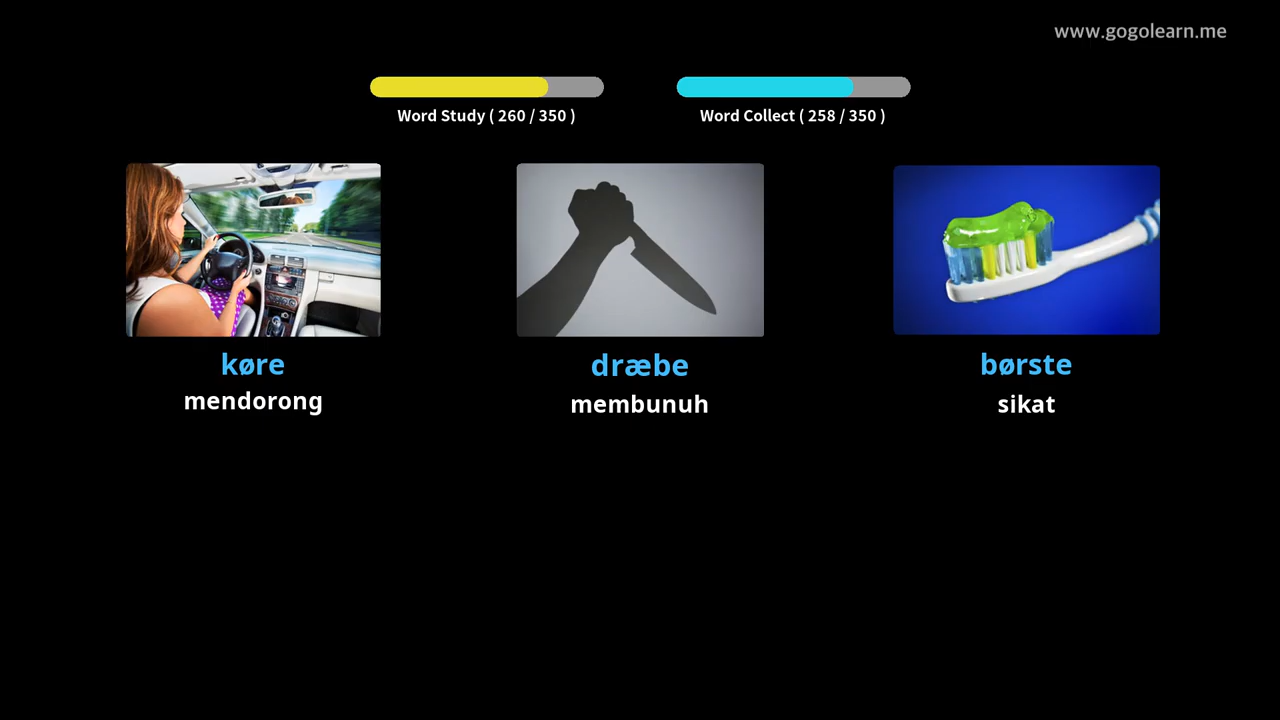 www.gogolearn.me
Word Study ( 260 / 350 )
Word Collect ( 258 / 350 )
køre
dræbe
børste
mendorong
membunuh
sikat